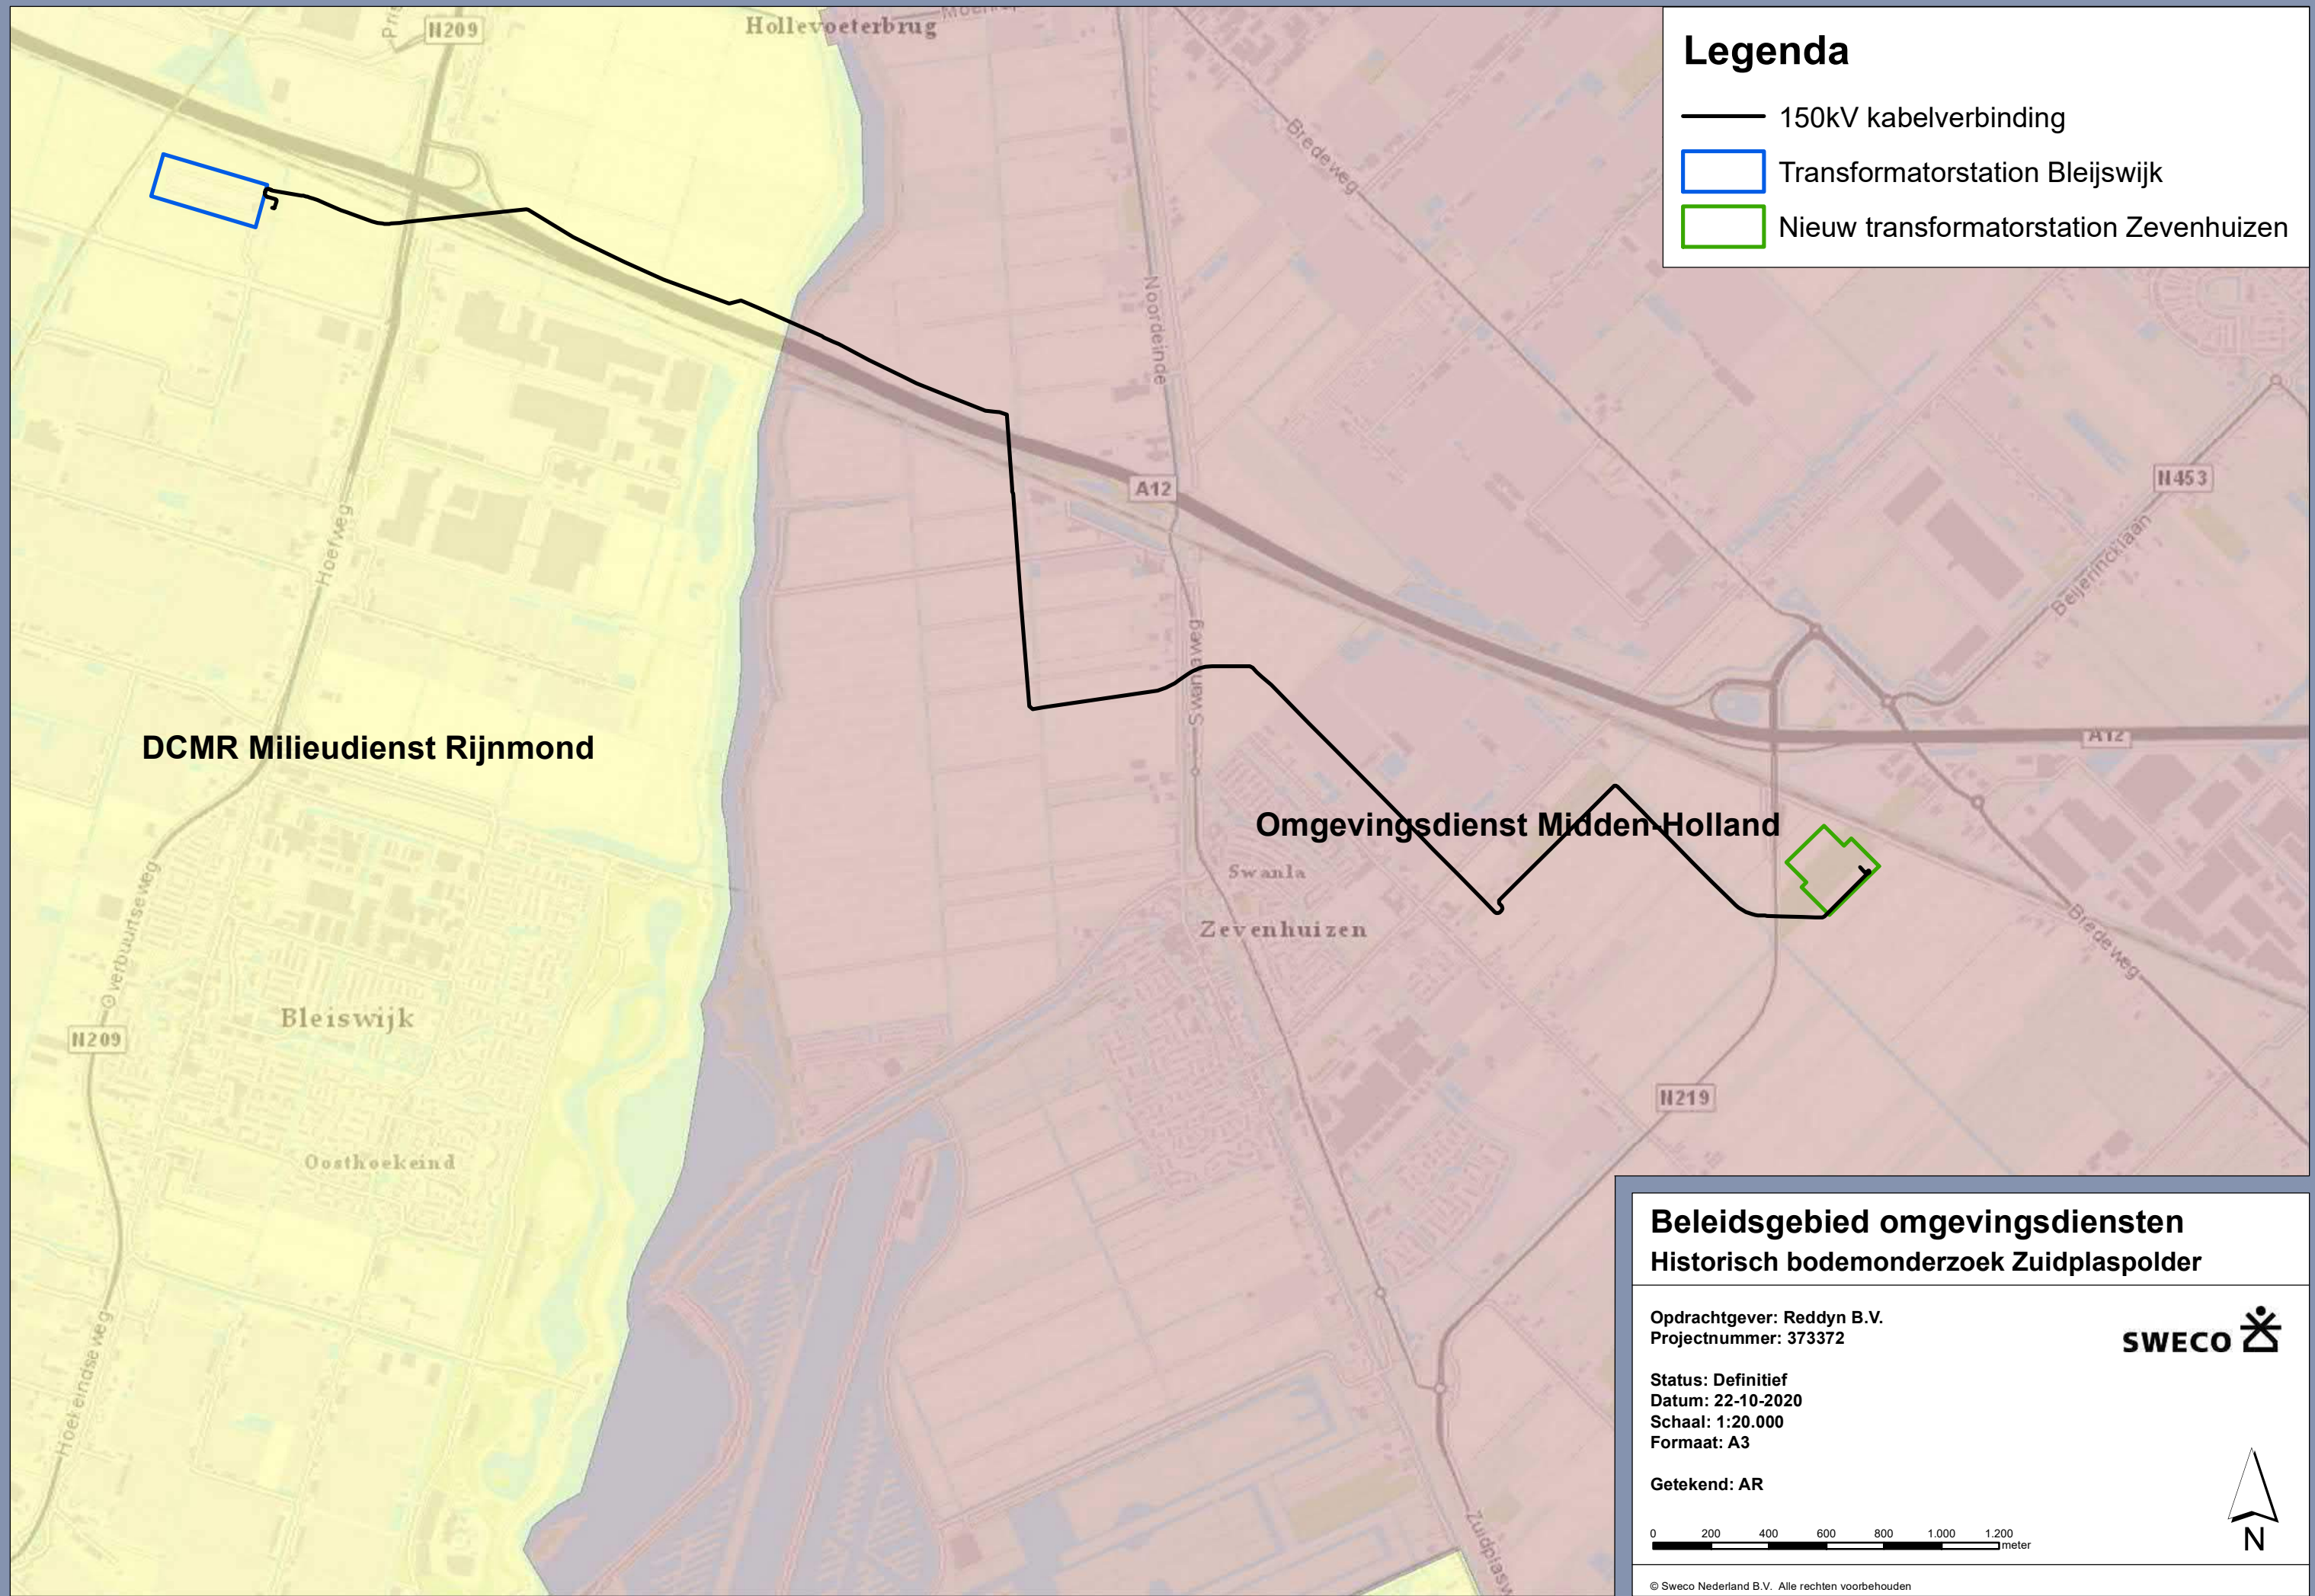 Hollevoeterbrug
N209
Legenda
150kV kabelverbinding
Transformatorstation Bleijswijk
Nieuw transformatorstation Zevenhuizen
Bredeweg
Noordeinde
N453
A12
Hoefweg
Beijerincklaan
Swanlaweg
A12
DCMR Milieudienst Rijnmond
Omgevingsdienst Midden-Holland
Swanla
Zevenhuizen
Overbuurtseweg
Bredeweg
Bleiswijk
N209
N219
Oosthoekeind
Hoekeindseweg
Beleidsgebied omgevingsdiensten
Historisch bodemonderzoek Zuidplaspolder
Opdrachtgever: Reddyn B.V.
Projectnummer: 373372
SWECO
Status: Definitief
Datum: 22-10-2020
Schaal: 1:20.000
Formaat: A3
Getekend: AR
0 200 400 600 800 1.000 1.200
meter
N
© Sweco Nederland B.V. Alle rechten voorbehouden